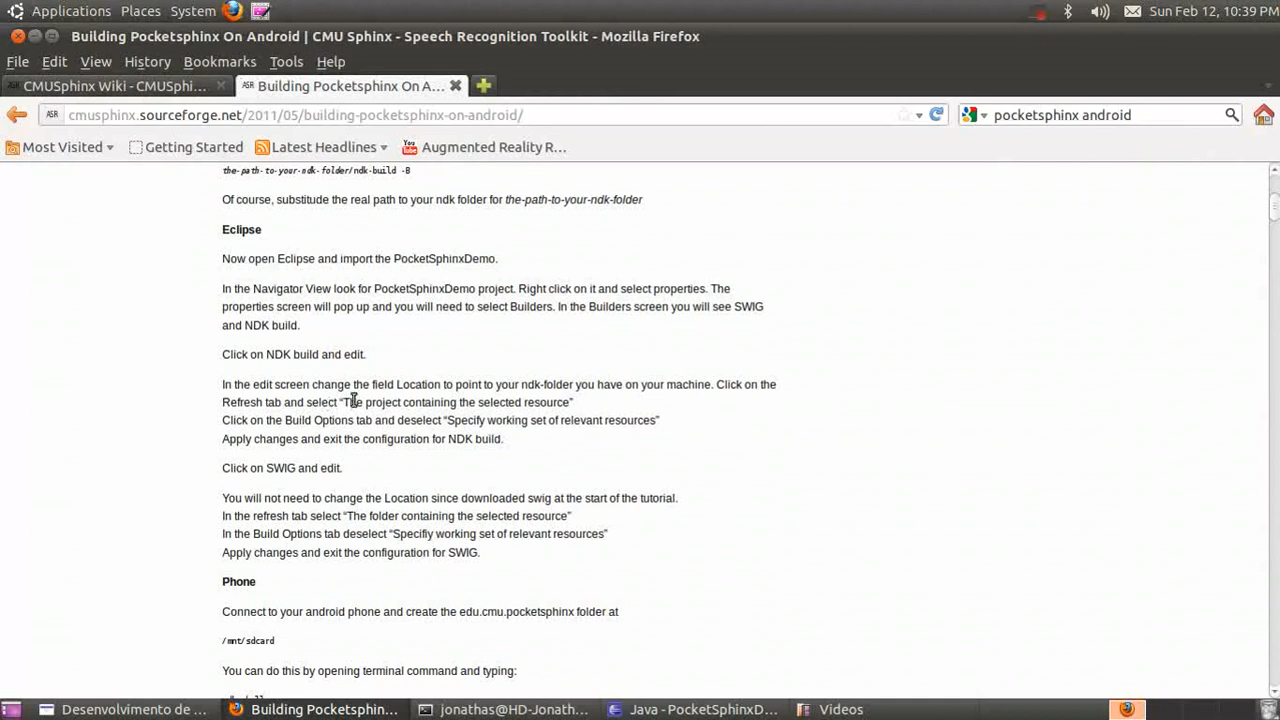 Applications Places System Sun Feb 12, 10:39 PM
Building Pocketsphinx On Android | CMU Sphinx - Speech Recognition Toolkit - Mozilla Firefox
File Edit View History Bookmarks Tools Help
ASR CMUSphinx Wiki - CMUSphi... ASR Building Pocketsphinx On A...
ASR cmusphinx.sourceforge.net/2011/05/building-pocketsphinx-on-android/ pocketsphinx android
Most Visited Getting Started Latest Headlines You Tube Augmented Reality R...
the-path-to-your-ndk-folder/ndk-build -B
Of course, substitute the real path to your ndk folder for the-path-to-your-ndk-folder
Eclipse
Now open Eclipse and import the PocketSphinxDemo.
In the Navigator View look for PocketSphinxDemo project. Right click on it and select properties. The
properties screen will pop up and you will need to select Builders. In the Builders screen you will see SWIG
and NDK build.
Click on NDK build and edit.
In the edit screen change the field Location to point to your ndk-folder you have on your machine. Click on the
Refresh tab and select “The project containing the selected resource”
Click on the Build Options tab and deselect “Specify working set of relevant resources”
Apply changes and exit the configuration for NDK build.
Click on SWIG and edit.
You will not need to change the Location since downloaded swig at the start of the tutorial.
In the refresh tab select “The folder containing the selected resource”
In the Build Options tab deselect “Specifiy working set of relevant resources”
Apply changes and exit the configuration for SWIG.
Phone
Connect to your android phone and create the edu.cmu.pocketsphinx folder at
/mnt/sdcard
You can do this by opening terminal command and typing:
Desenvolvimento de ... Building Pocketsphin... jonathas@HD-Jonath... Java - PocketSphinxD... Videos